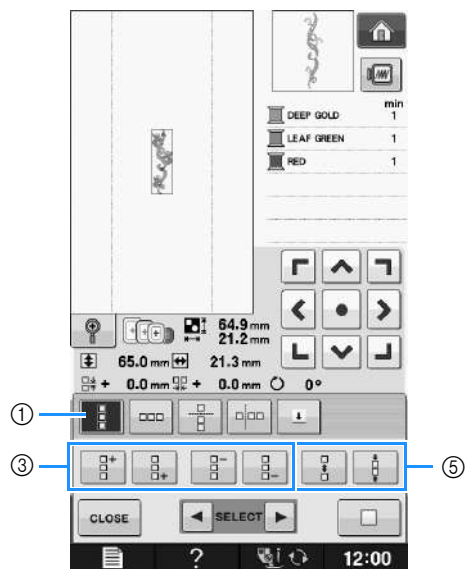 min
DEEP GOLD 1
LEAF GREEN 1
RED 1
64.9 mm
21.2 mm
65.0 mm 21.3 mm
+ 0.0 mm + 0.0 mm 0°
①
③
⑤
CLOSE SELECT
? i 12:00